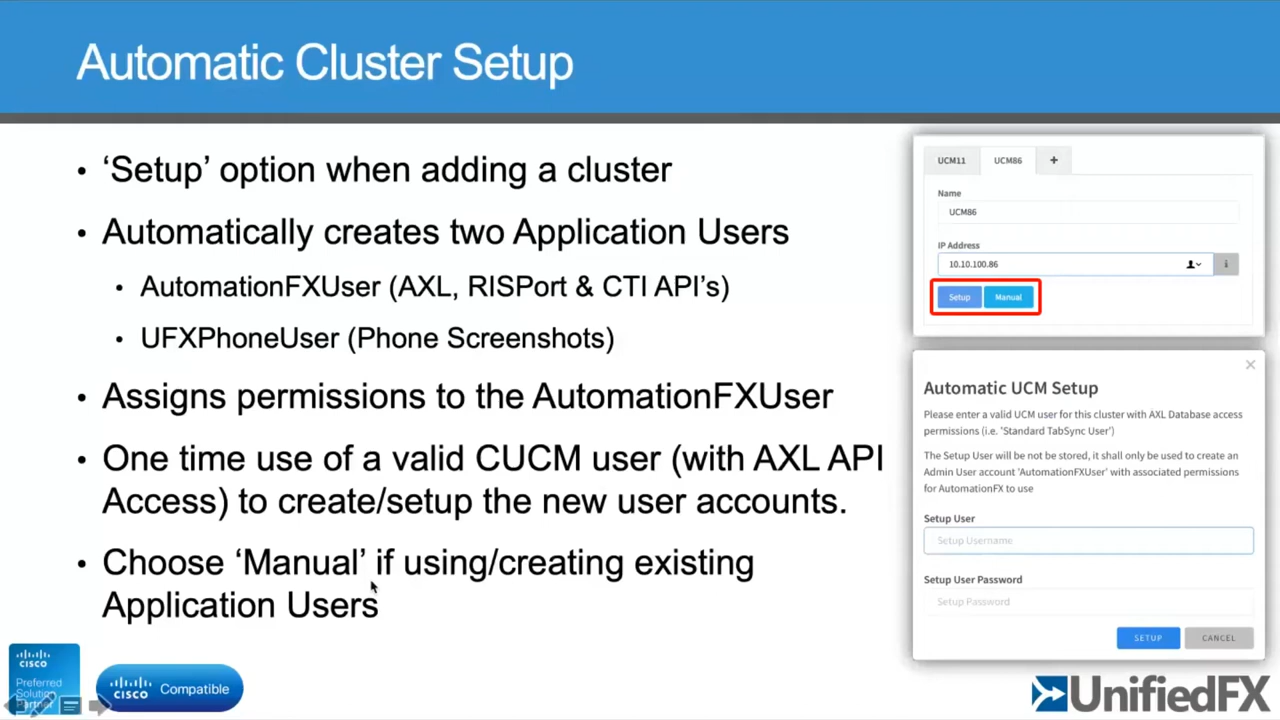 Automatic Cluster Setup
• ‘Setup’ option when adding a cluster
• Automatically creates two Application Users
• AutomationFXUser (AXL, RISPort & CTI API’s)
• UFXPhoneUser (Phone Screenshots)
• Assigns permissions to the AutomationFXUser
• One time use of a valid CUCM user (with AXL API
Access) to create/setup the new user accounts.
• Choose ‘Manual’ if using/creating existing
Application Users
UCM11 UCM86 +
Name
UCM86
IP Address
10.10.100.86
Setup Manual
Automatic UCM Setup
Please enter a valid UCM user for this cluster with AXL Database access
permissions (i.e. 'Standard TabSync User')
The Setup User will be not be stored, it shall only be used to create an
Admin User account 'AutomationFXUser' with associated permissions
for AutomationFX to use
Setup User
Setup Username
Setup User Password
Setup Password
SETUP CANCEL
CISCO
Preferred
Solution
Partner
CISCO Compatible
UnifiedFX